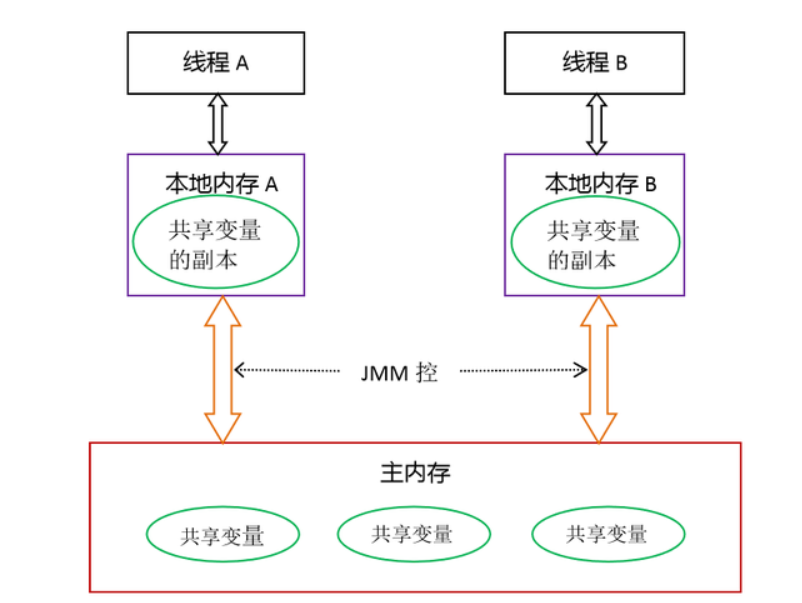 线程 A
线程 B
本地内存 A
本地内存 B
共享变量
的副本
共享变量
的副本
JMM 控
主内存
共享变量
共享变量
共享变量